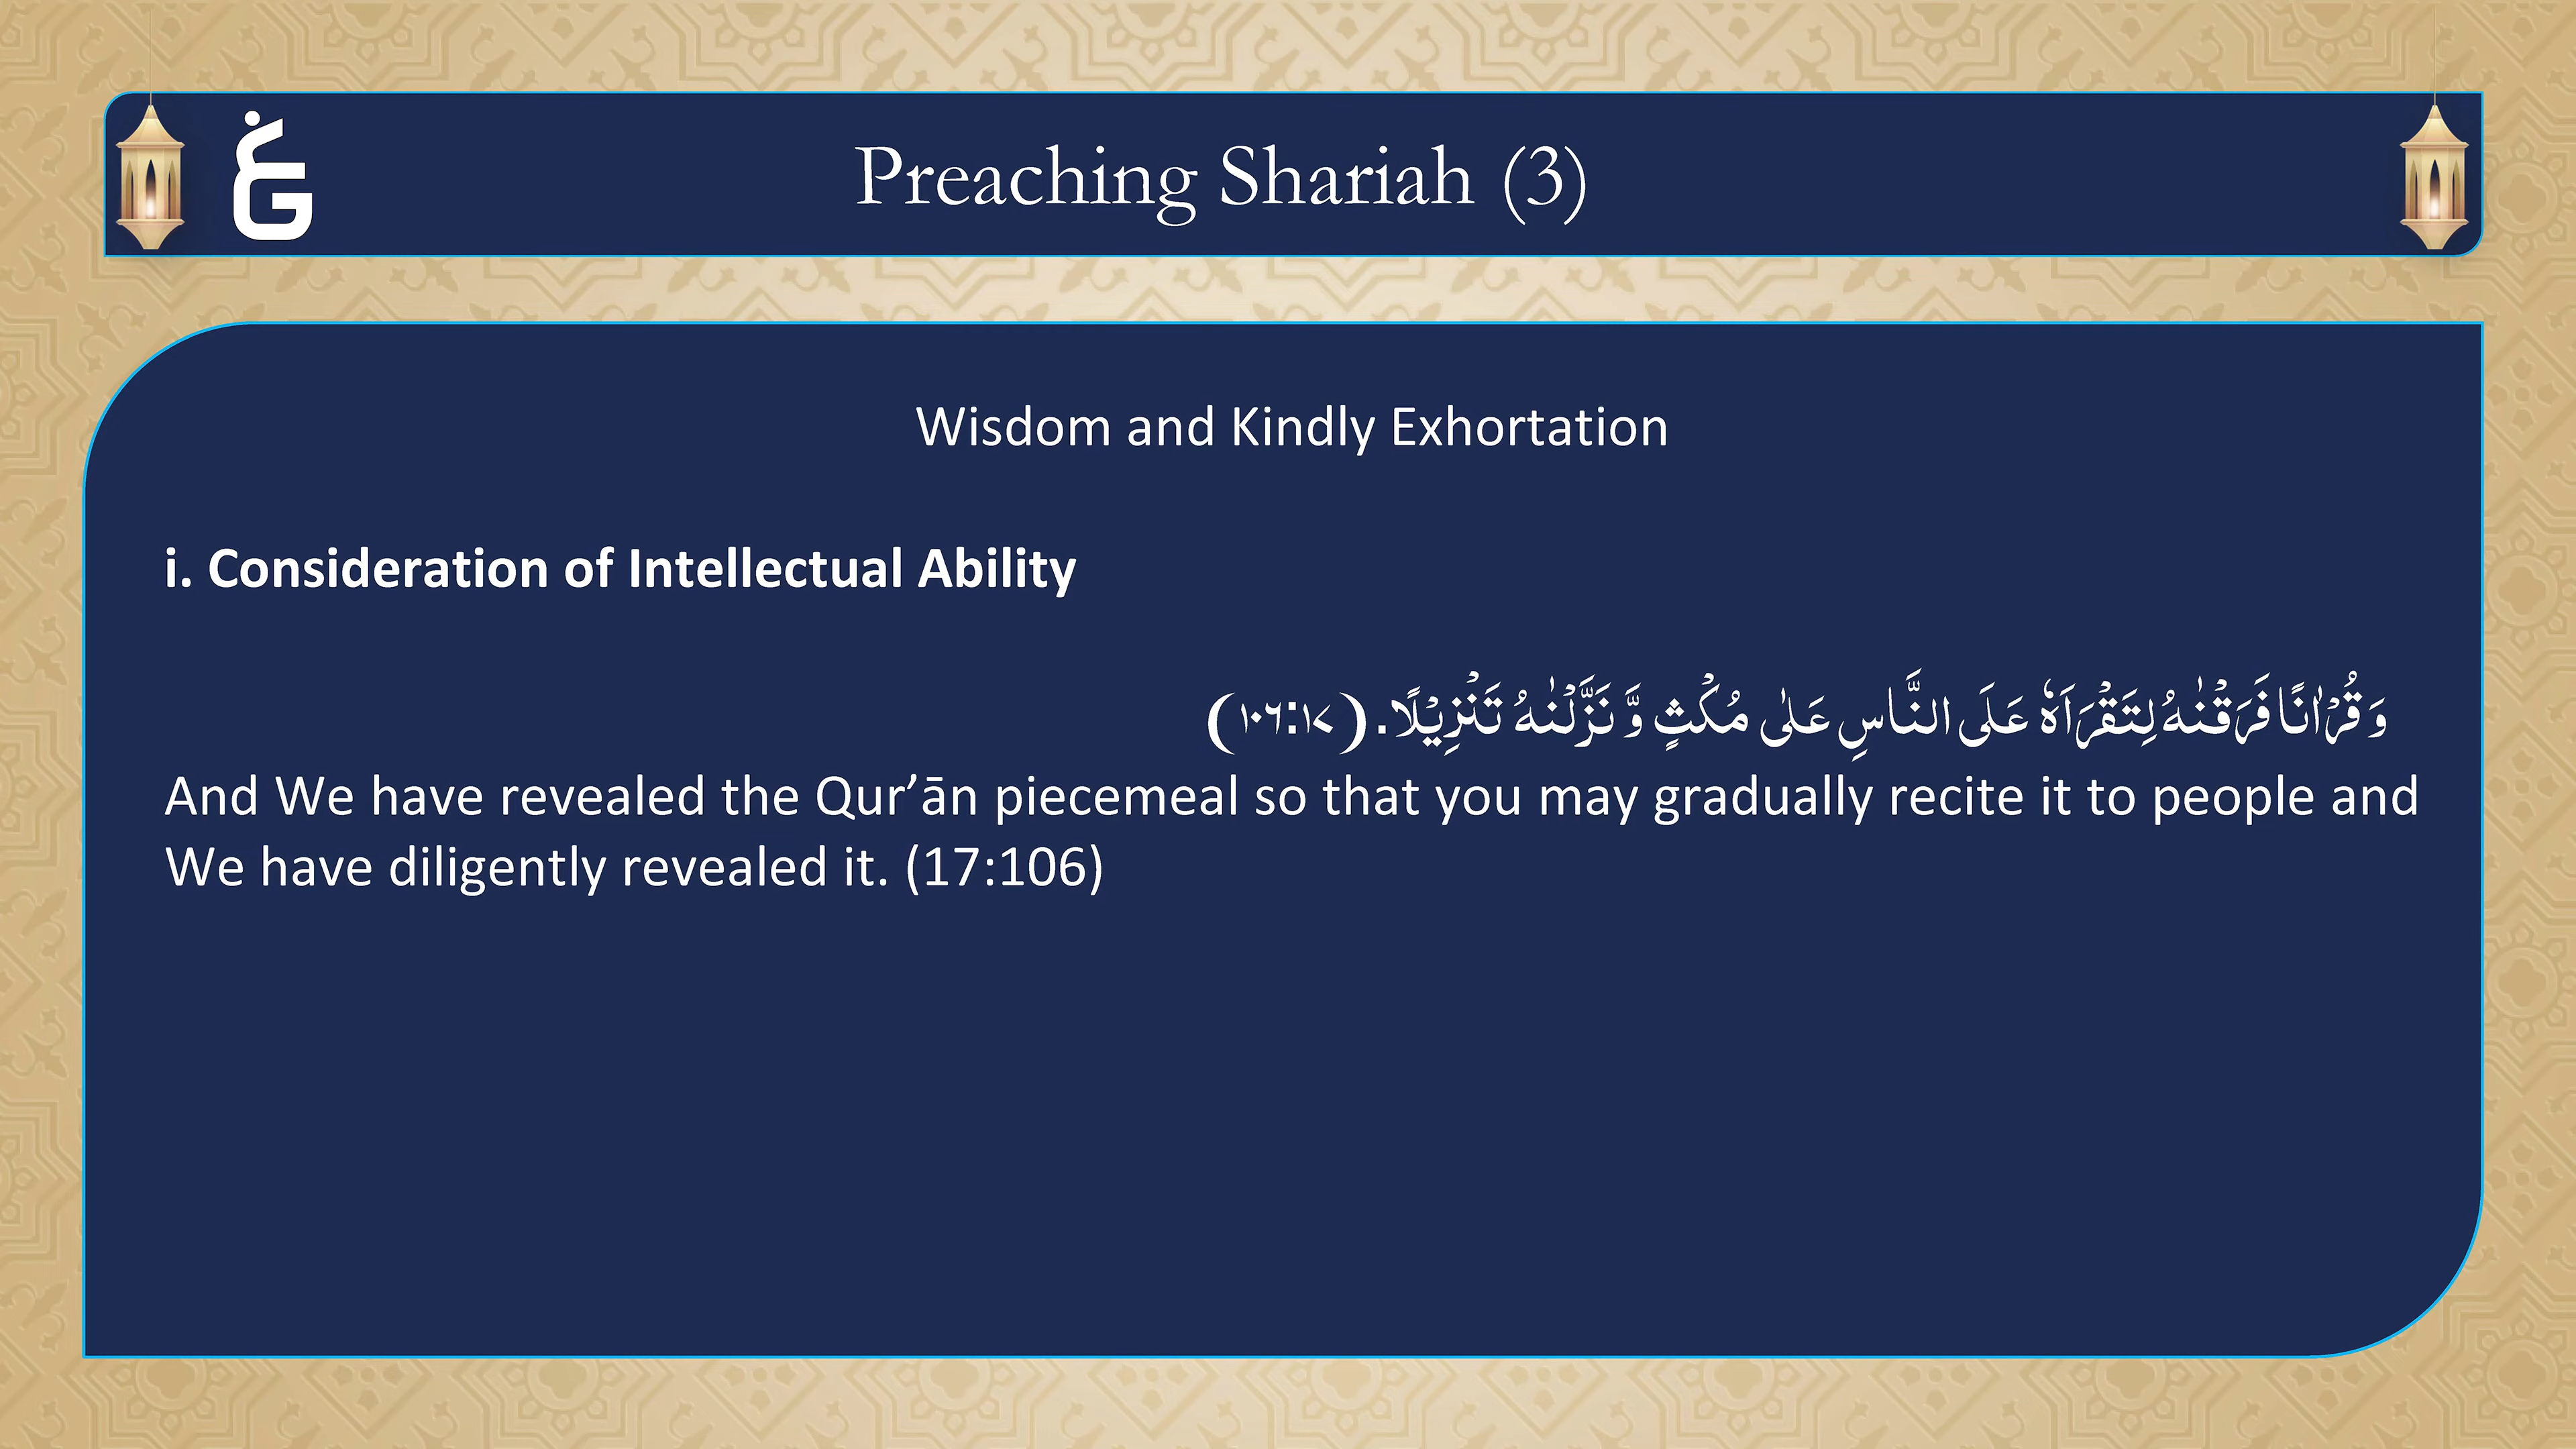 غ
G
Preaching Shariah (3)
Wisdom and Kindly Exhortation
i. Consideration of Intellectual Ability
وَ قُرْاٰنًا فَرَقْنٰهُ لِتَقْرَاَهٗ عَلَى النَّاسِ عَلٰى مُكْثٍ وَّ نَزَّلْنٰهُ تَنْزِيْلًا. (۱۷:۱۰۶)
And We have revealed the Qur’ān piecemeal so that you may gradually recite it to people and
We have diligently revealed it. (17:106)